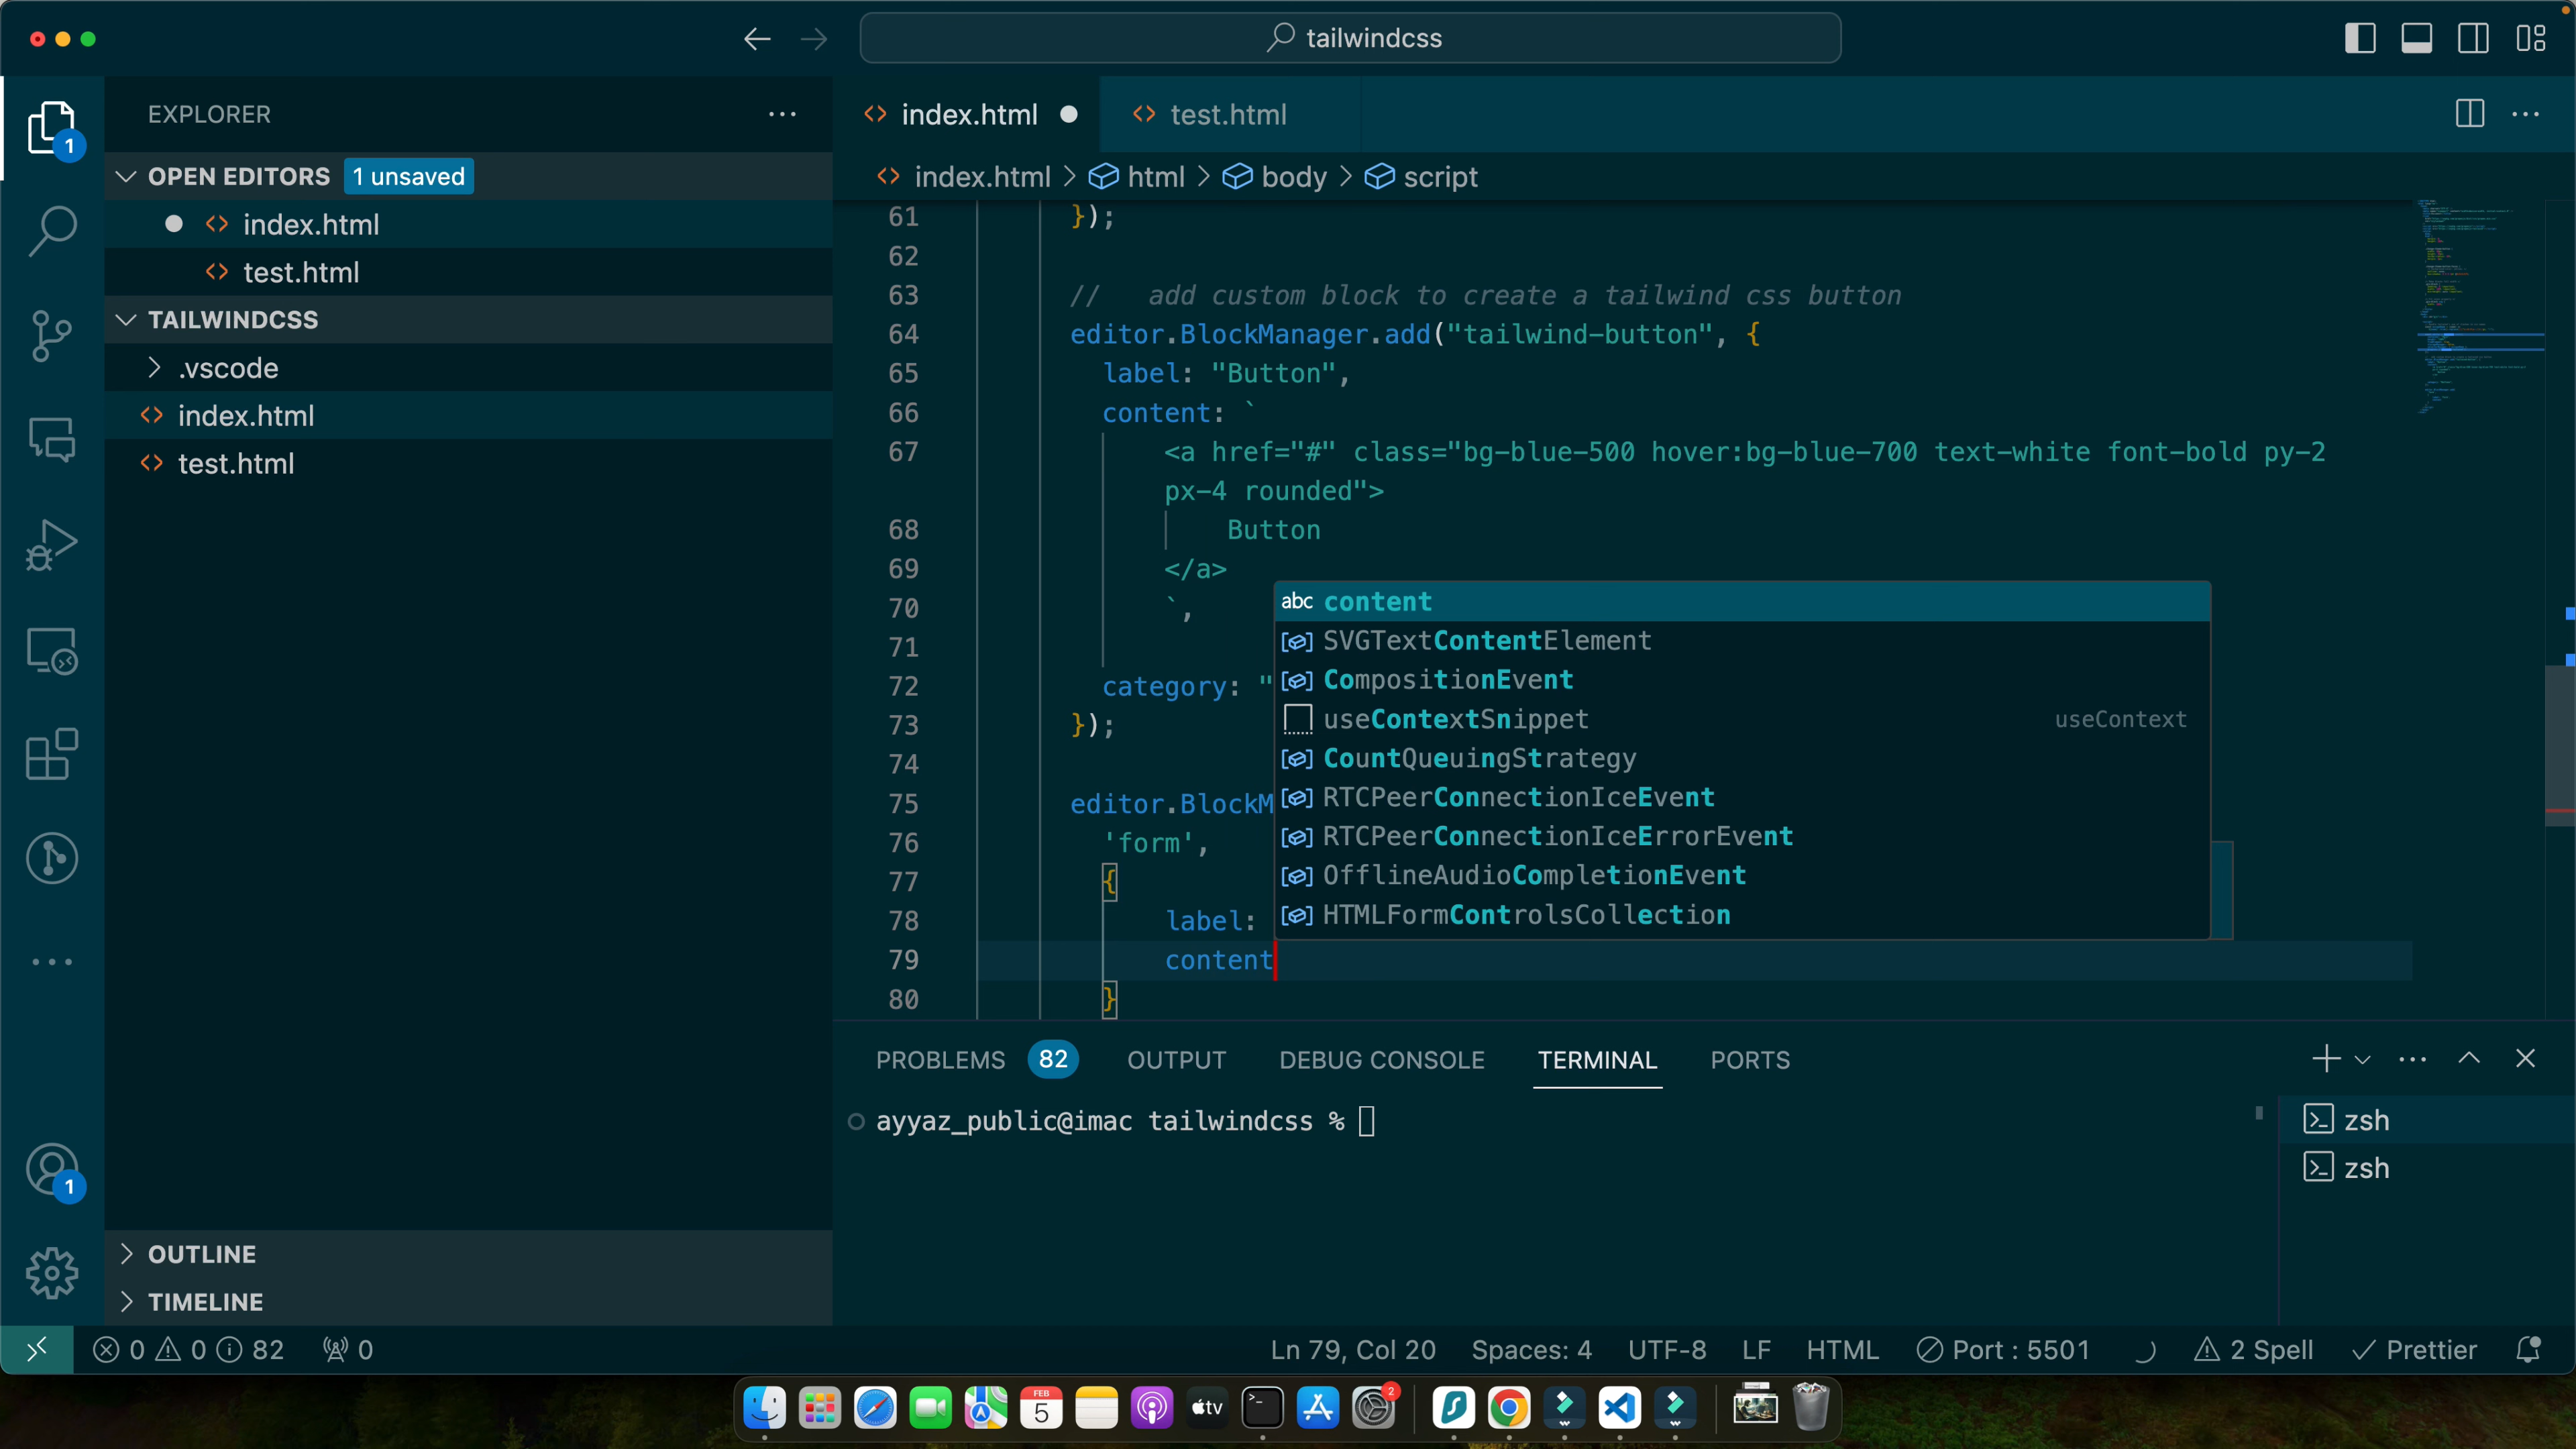 tailwindcss
EXPLORER
OPEN EDITORS 1 unsaved
index.html
test.html
TAILWINDCSS
.vscode
index.html
test.html
OUTLINE
TIMELINE
1
1
index.html
test.html
index.html > html > body > script
61 });
62
63 // add custom block to create a tailwind css button
64 editor.BlockManager.add("tailwind-button", {
65 label: "Button",
66 content: `
67 <a href="#" class="bg-blue-500 hover:bg-blue-700 text-white font-bold py-2
px-4 rounded">
68 Button
69 </a>
70 `,
71
72 category: "
73 });
74
75 editor.BlockM
76 'form',
77 {
78 label:
79 content
80 }
abc content
SVGTextContentElement
CompositionEvent
useContextSnippet useContext
CountQueuingStrategy
RTCPeerConnectionIceEvent
RTCPeerConnectionIceErrorEvent
OfflineAudioCompletionEvent
HTMLFormControlsCollection
PROBLEMS 82 OUTPUT DEBUG CONSOLE TERMINAL PORTS
ayyaz_public@imac tailwindcss %
zsh
zsh
0 0 82 0 Ln 79, Col 20 Spaces: 4 UTF-8 LF HTML Port : 5501 2 Spell Prettier
FEB
5
tv
2